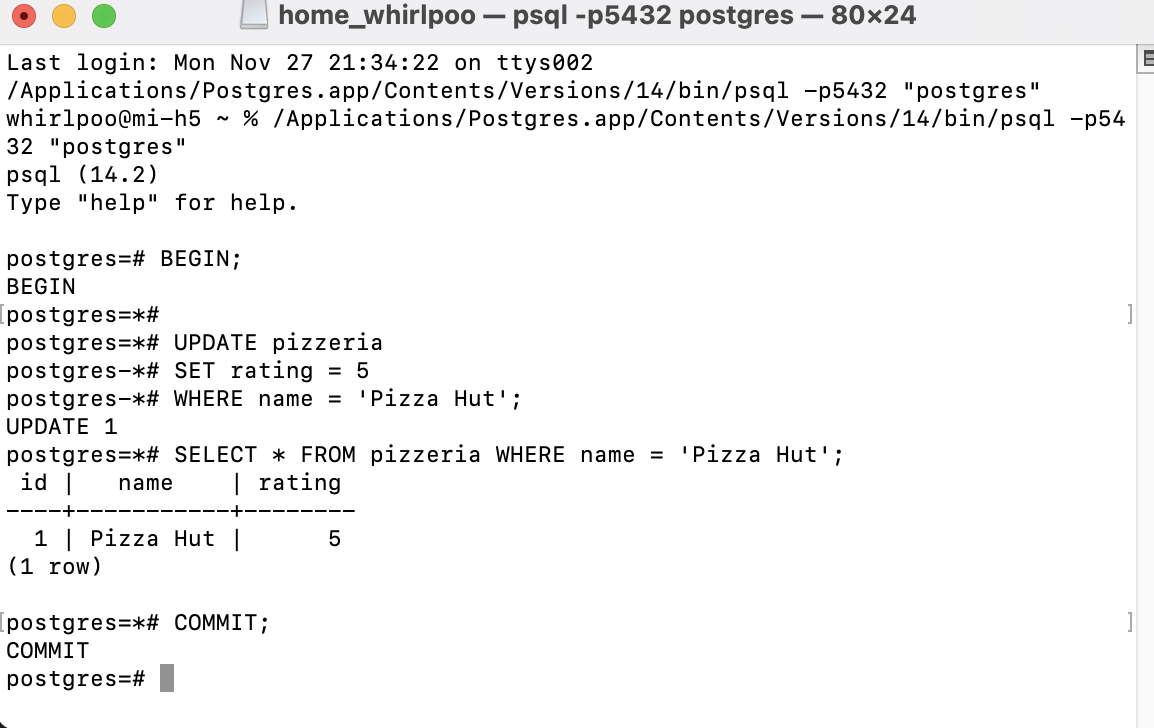 home_whirlpoo — psql -p5432 postgres — 80×24
Last login: Mon Nov 27 21:34:22 on ttys002
/Applications/Postgres.app/Contents/Versions/14/bin/psql -p5432 "postgres"
whirlpoo@mi-h5 ~ % /Applications/Postgres.app/Contents/Versions/14/bin/psql -p54
32 "postgres"
psql (14.2)
Type "help" for help.
postgres=# BEGIN;
BEGIN
[postgres=*# ]
postgres=*# UPDATE pizzeria
postgres-*# SET rating = 5
postgres-*# WHERE name = 'Pizza Hut';
UPDATE 1
postgres=*# SELECT * FROM pizzeria WHERE name = 'Pizza Hut';
 id |   name    | rating
----+-----------+--------
  1 | Pizza Hut |      5
(1 row)
[postgres=*# COMMIT; ]
COMMIT
postgres=#